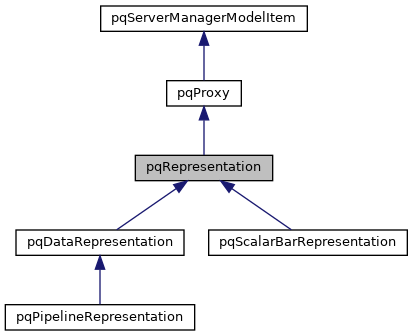 pqServerManagerModelItem
pqProxy
pqRepresentation
pqDataRepresentation
pqScalarBarRepresentation
pqPipelineRepresentation